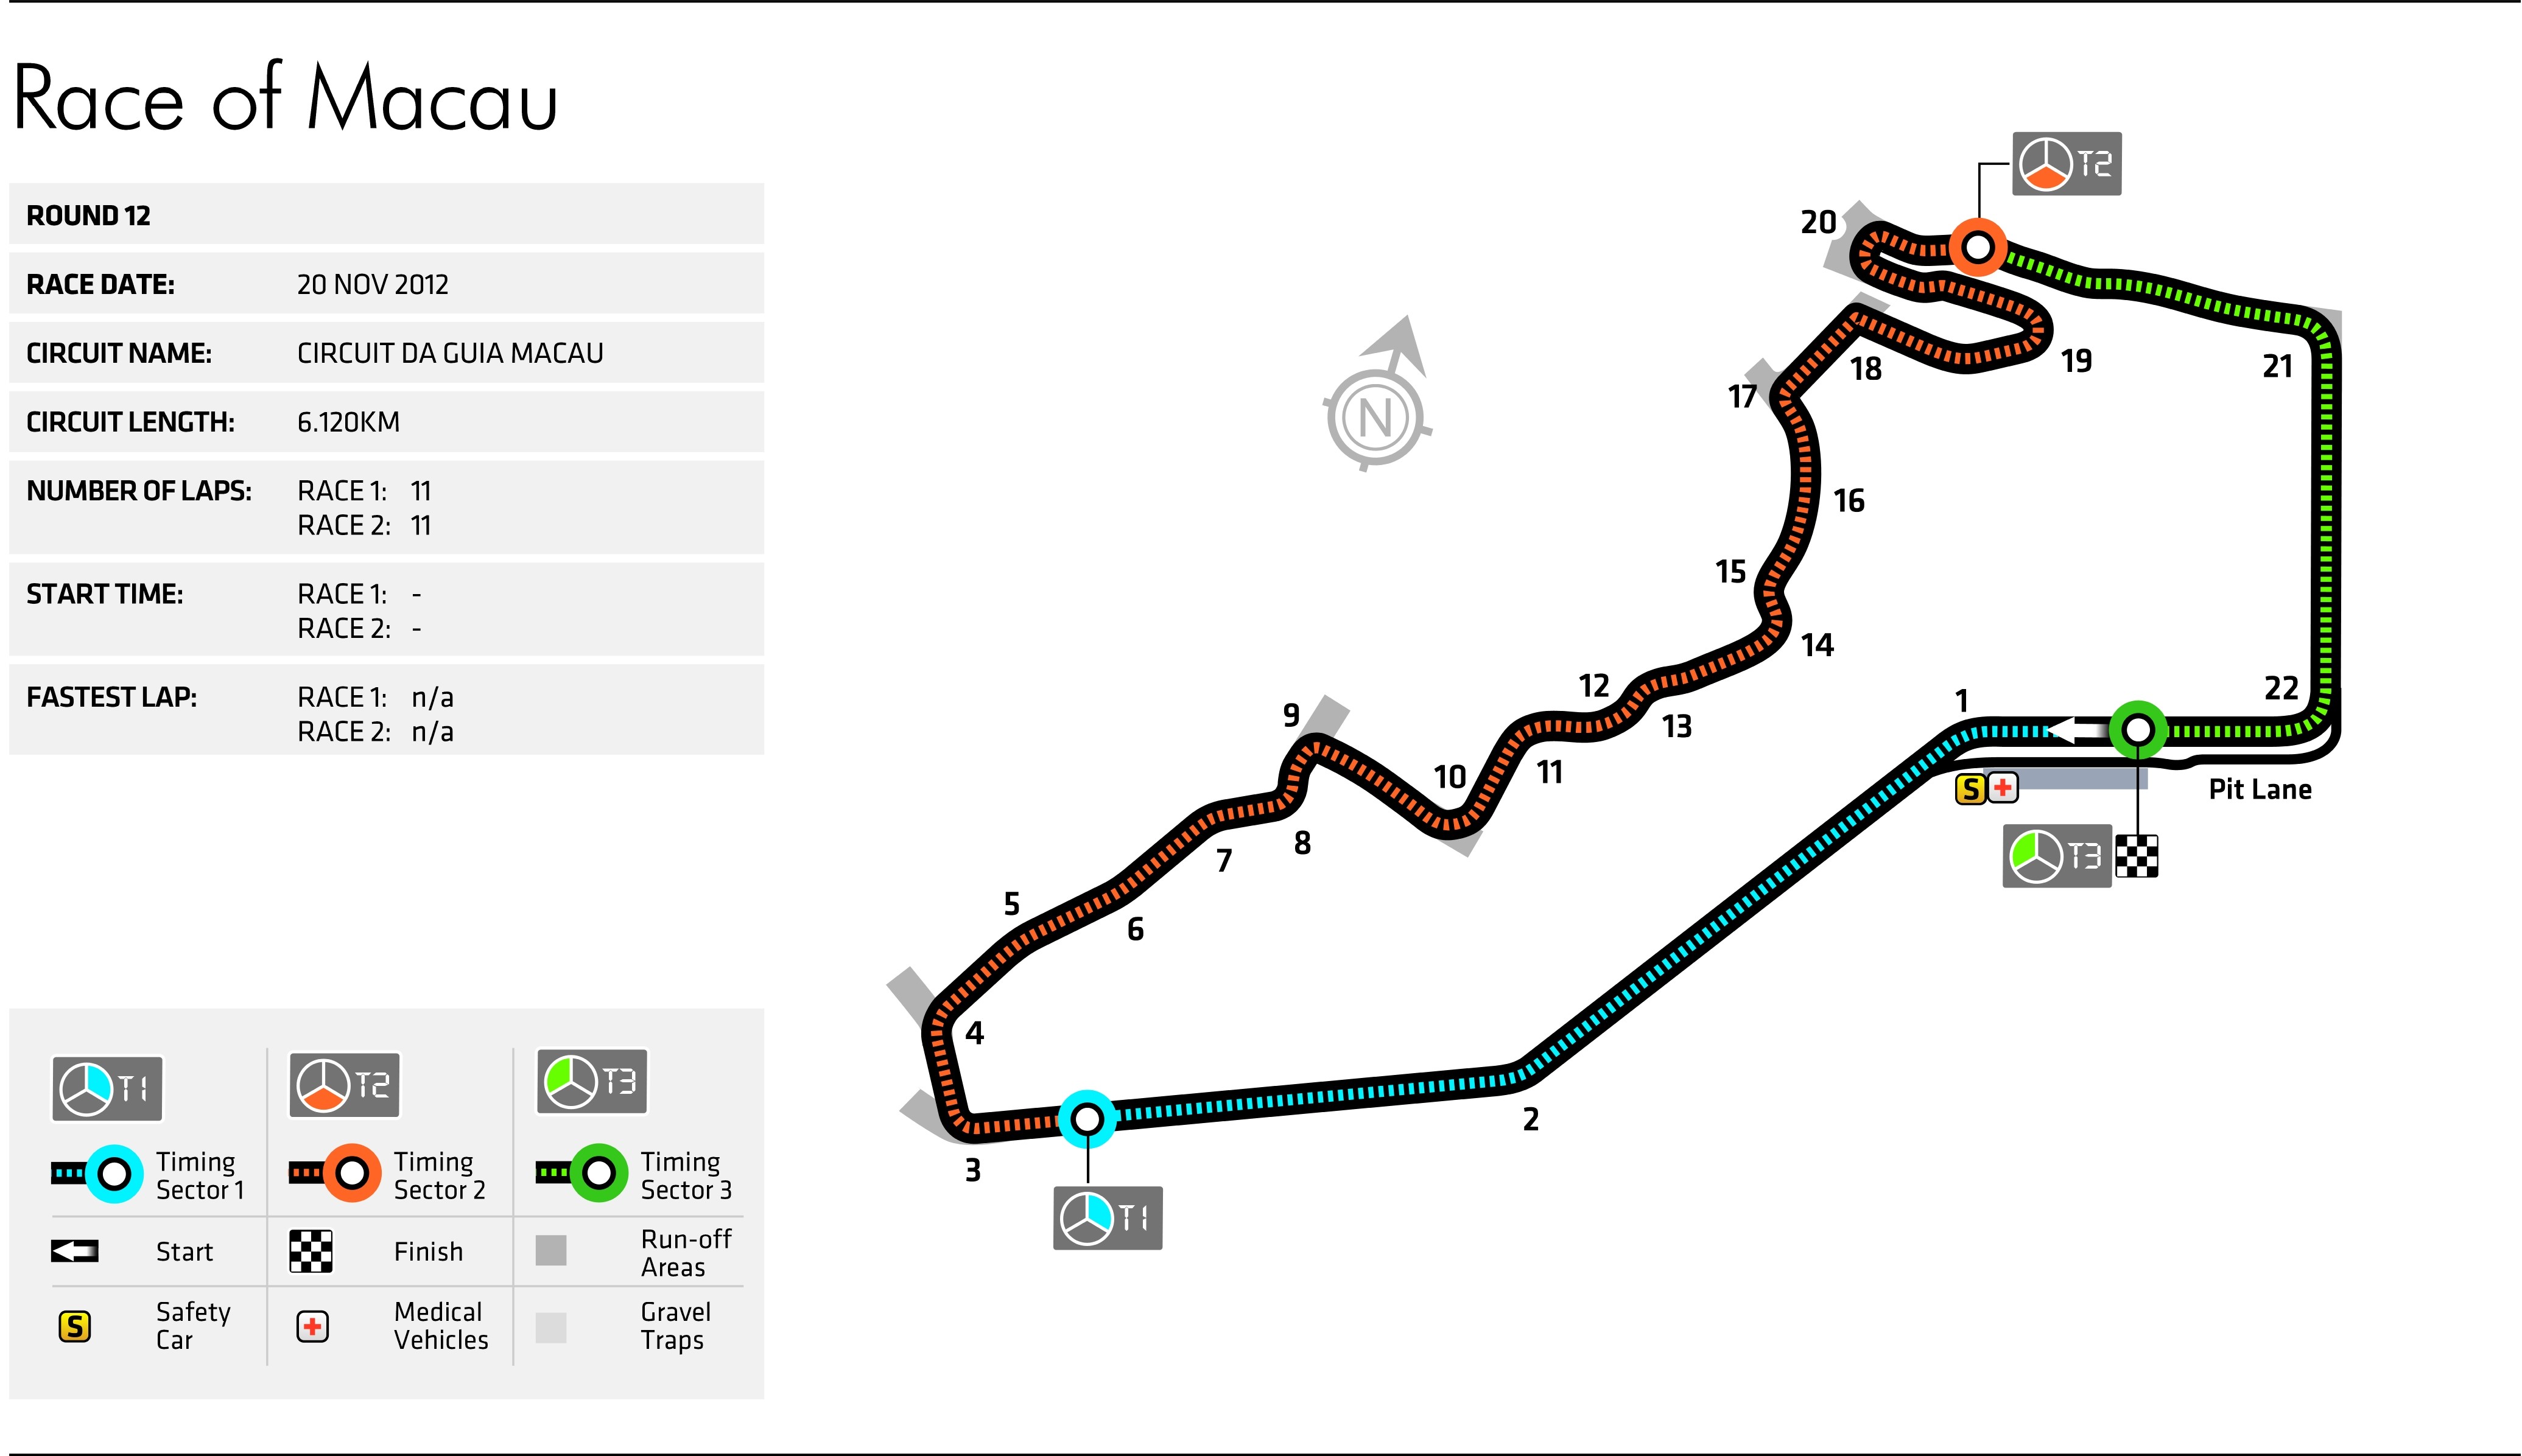 Race of Macau
ROUND 12
RACE DATE: 20 NOV 2012
CIRCUIT NAME: CIRCUIT DA GUIA MACAU
CIRCUIT LENGTH: 6.120KM
NUMBER OF LAPS: RACE 1: 11
RACE 2: 11
START TIME: RACE 1: -
RACE 2: -
FASTEST LAP: RACE 1: n/a
RACE 2: n/a
T1
T2
T3
Timing
Sector 1
Timing
Sector 2
Timing
Sector 3
Start
Finish
Run-off
Areas
S
Safety
Car
Medical
Vehicles
Gravel
Traps
N
T2
20
19
18
17
21
16
15
14
12
13
22
1
9
10
11
S
Pit Lane
T3
8
7
5
6
4
2
3
T1